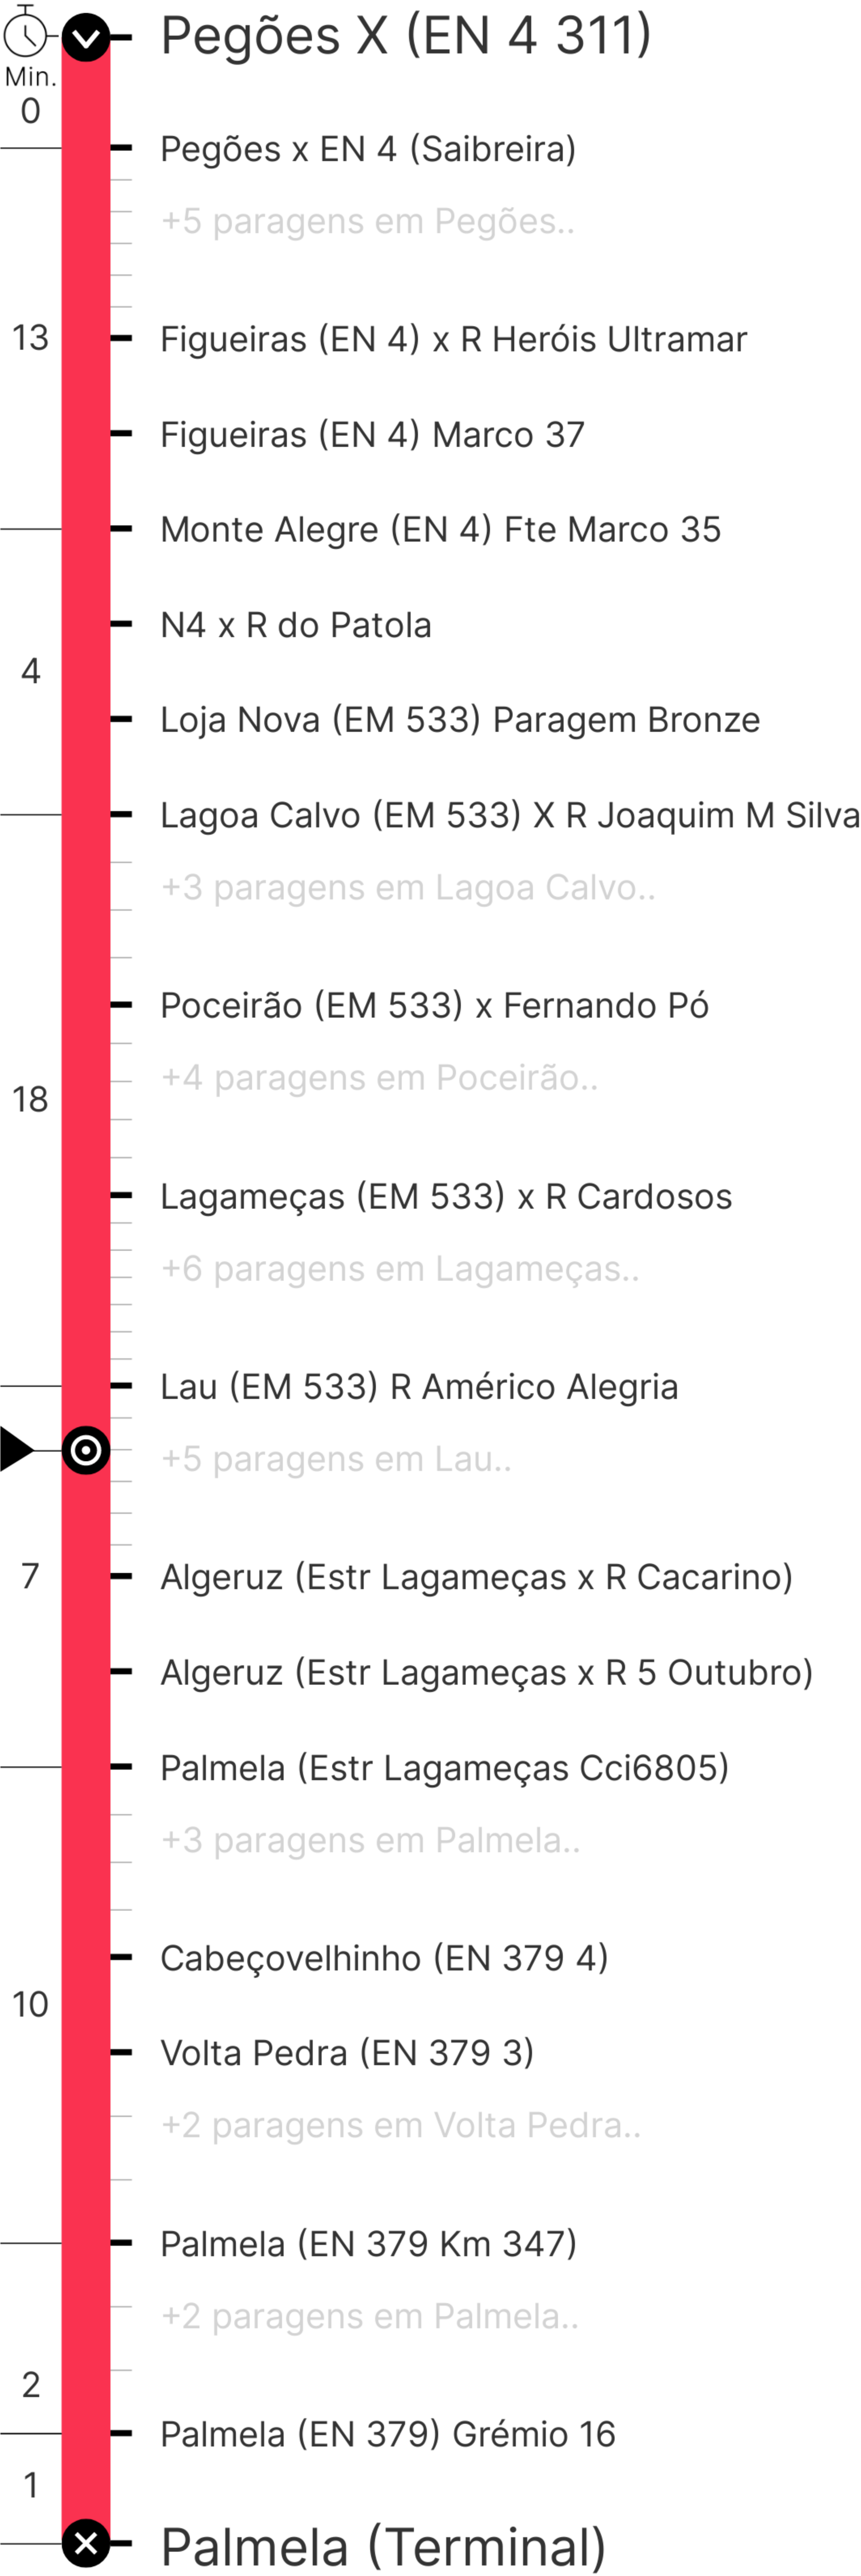 Pegões X (EN 4 311)
Min.
0
Pegões x EN 4 (Saibreira)
+5 paragens em Pegões..
13
Figueiras (EN 4) x R Heróis Ultramar
Figueiras (EN 4) Marco 37
Monte Alegre (EN 4) Fte Marco 35
N4 x R do Patola
4
Loja Nova (EM 533) Paragem Bronze
Lagoa Calvo (EM 533) X R Joaquim M Silva
+3 paragens em Lagoa Calvo..
Poceirão (EM 533) x Fernando Pó
+4 paragens em Poceirão..
18
Lagameças (EM 533) x R Cardosos
+6 paragens em Lagameças..
Lau (EM 533) R Américo Alegria
+5 paragens em Lau..
7
Algeruz (Estr Lagameças x R Cacarino)
Algeruz (Estr Lagameças x R 5 Outubro)
Palmela (Estr Lagameças Cci6805)
+3 paragens em Palmela..
Cabeçovelhinho (EN 379 4)
10
Volta Pedra (EN 379 3)
+2 paragens em Volta Pedra..
Palmela (EN 379 Km 347)
+2 paragens em Palmela..
2
Palmela (EN 379) Grémio 16
1
Palmela (Terminal)